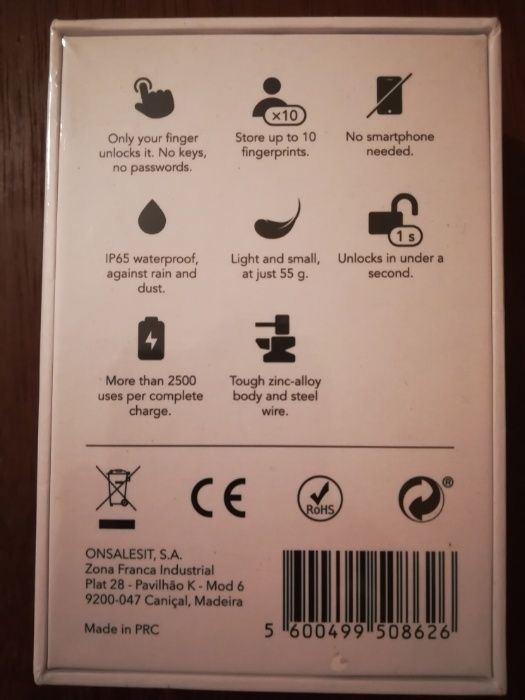 ×10
Only your finger
unlocks it. No keys,
no passwords.
Store up to 10
fingerprints.
No smartphone
needed.
1 s
IP65 waterproof,
against rain and
dust.
Light and small,
at just 55 g.
Unlocks in under a
second.
More than 2500
uses per complete
charge.
Tough zinc-alloy
body and steel
wire.
CE
RoHS
®
ONSALESIT, S.A.
Zona Franca Industrial
Plat 28 - Pavilhão K - Mod 6
9200-047 Caniçal, Madeira
Made in PRC
5 600499 508626